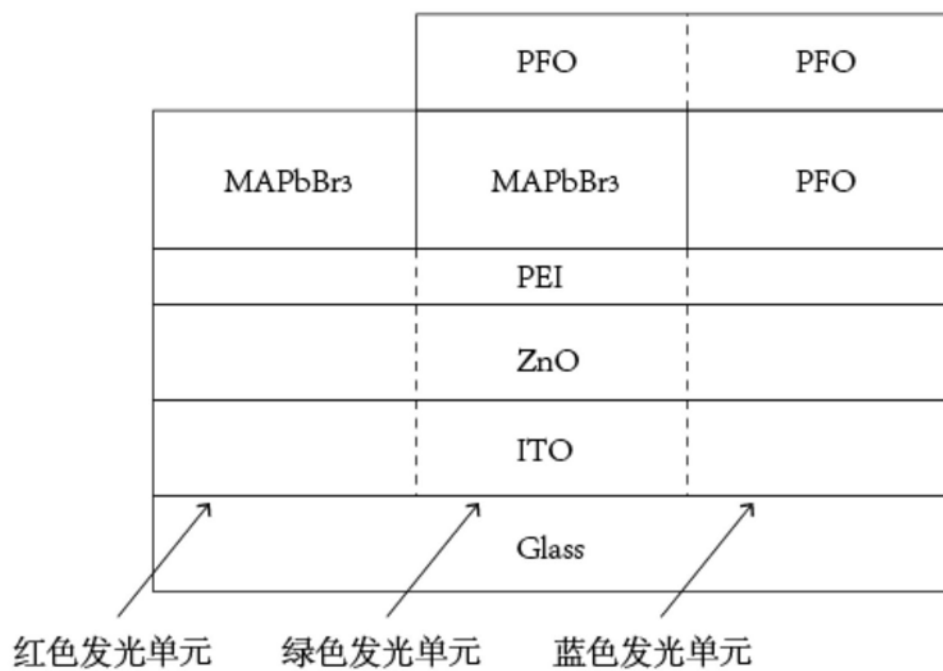 PFO PFO
MAPbBr3 MAPbBr3 PFO
PEI
ZnO
ITO
Glass
红色发光单元 绿色发光单元 蓝色发光单元